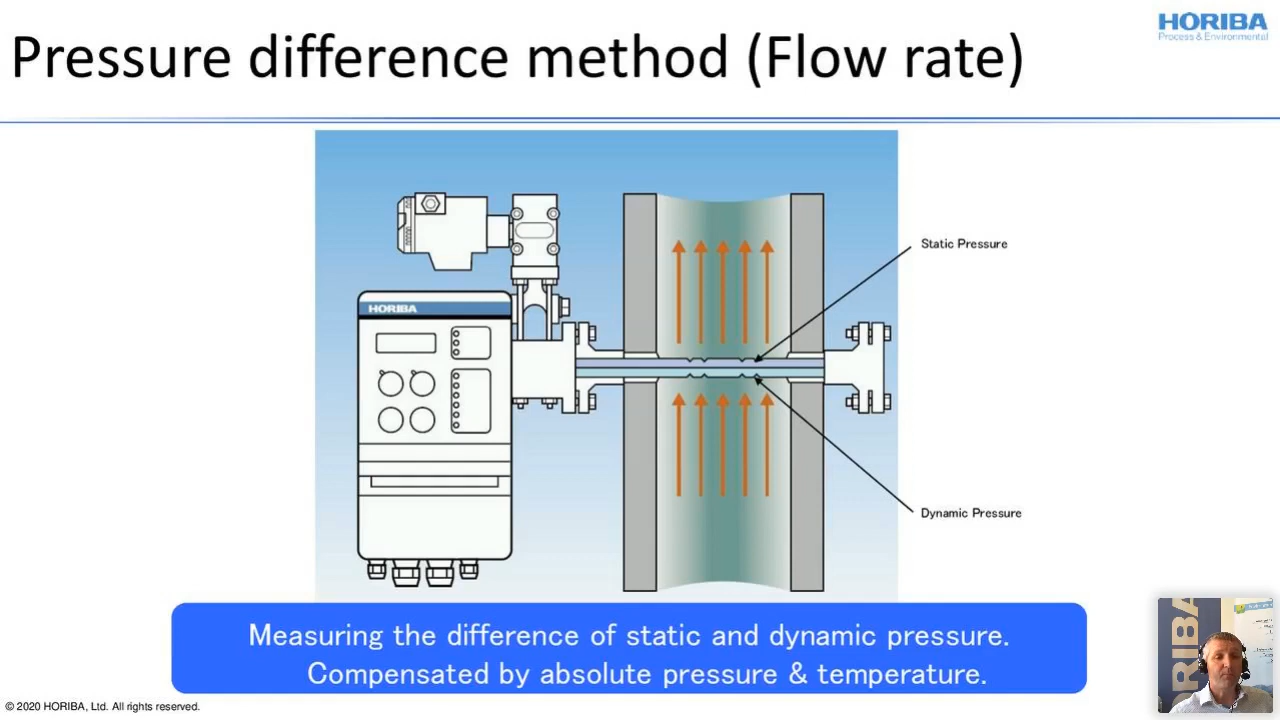 Pressure difference method (Flow rate)
HORIBA
Process & Environmental
HORIBA
Static Pressure
Dynamic Pressure
Measuring the difference of static and dynamic pressure.
Compensated by absolute pressure & temperature.
© 2020 HORIBA, Ltd. All rights reserved.
RIBA